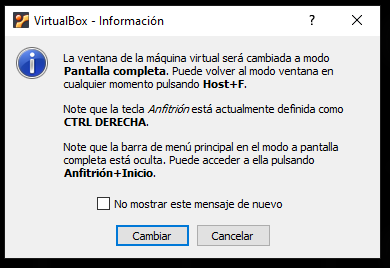 VirtualBox - Información
La ventana de la máquina virtual será cambiada a modo
Pantalla completa. Puede volver al modo ventana en
cualquier momento pulsando Host+F.
Note que la tecla Anfitrión está actualmente definida como
CTRL DERECHA.
Note que la barra de menú principal en el modo a pantalla
completa está oculta. Puede acceder a ella pulsando
Anfitrión+Inicio.
No mostrar este mensaje de nuevo
Cambiar Cancelar